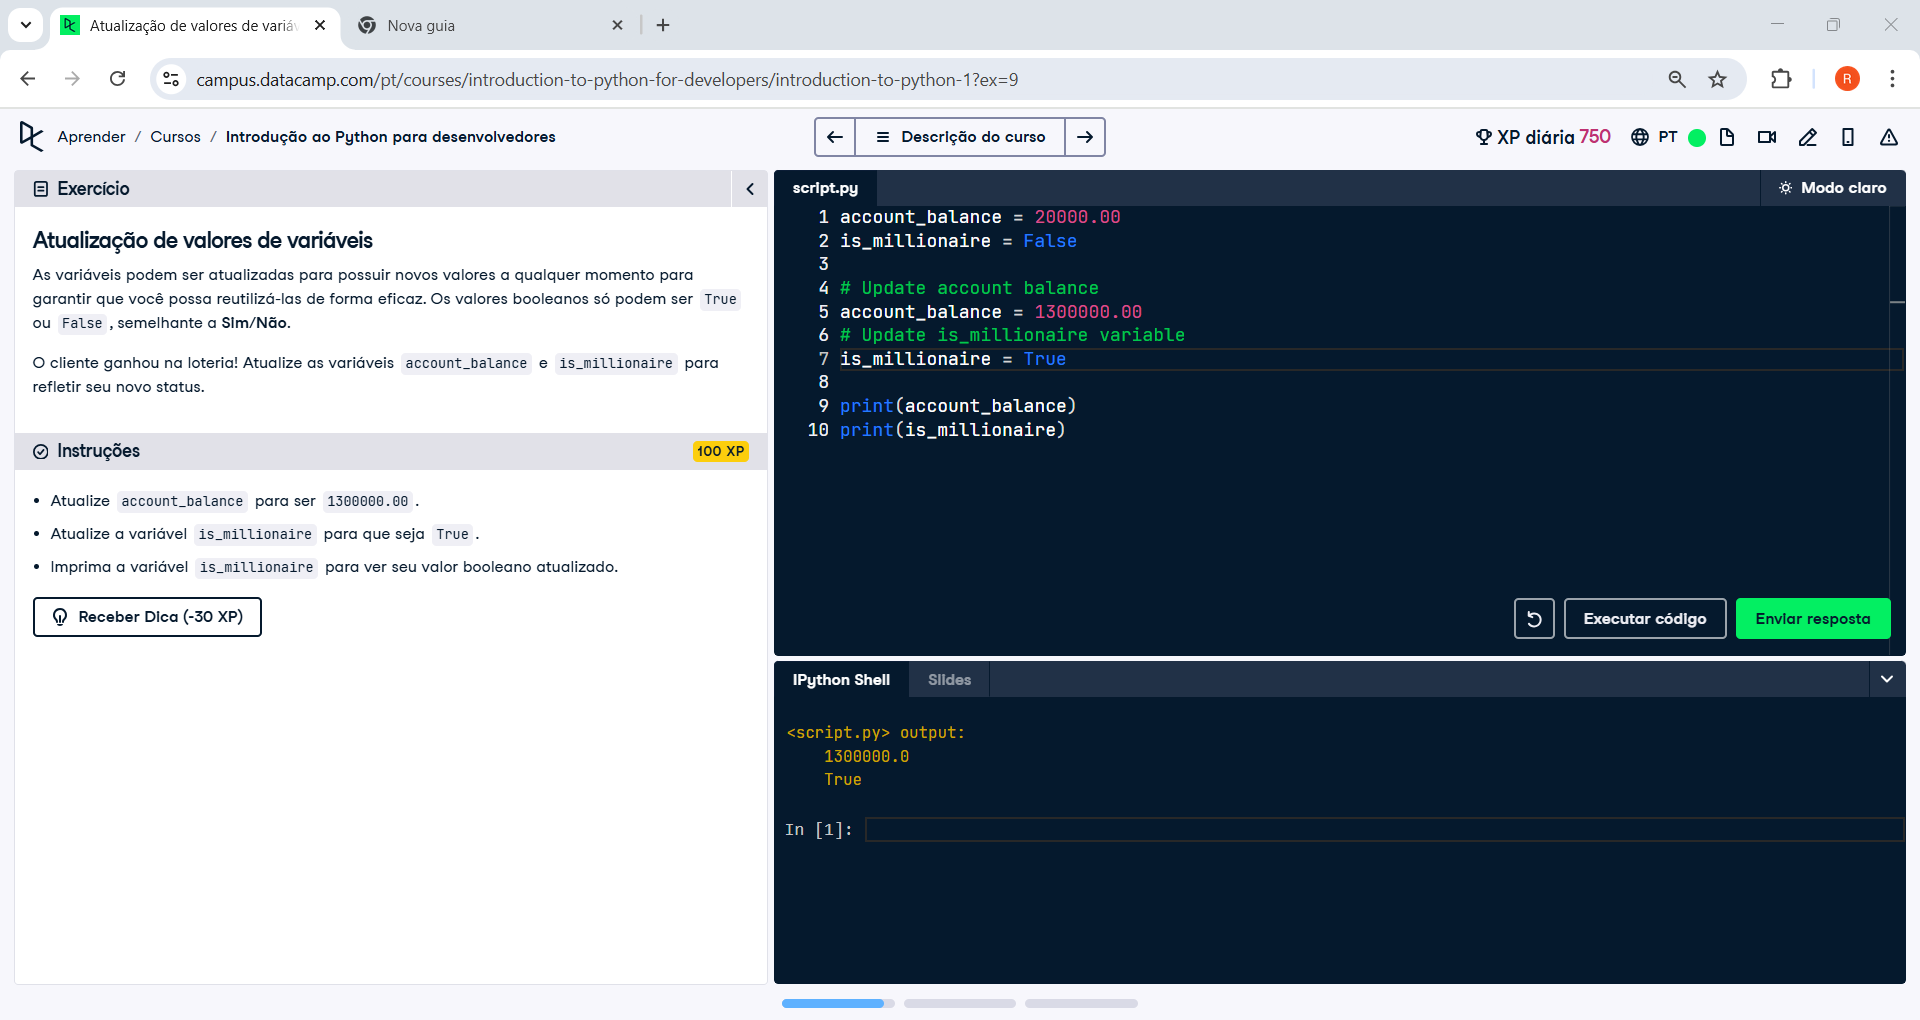 Atualização de valores de variáv
Nova guia
campus.datacamp.com/pt/courses/introduction-to-python-for-developers/introduction-to-python-1?ex=9
R
Aprender / Cursos / Introdução ao Python para desenvolvedores
Descrição do curso
XP diária 750
PT
Exercício
Atualização de valores de variáveis
As variáveis podem ser atualizadas para possuir novos valores a qualquer momento para
garantir que você possa reutilizá-las de forma eficaz. Os valores booleanos só podem ser True
ou False, semelhante a Sim/Não.
O cliente ganhou na loteria! Atualize as variáveis account_balance e is_millionaire para
refletir seu novo status.
Instruções
100 XP
• Atualize account_balance para ser 1300000.00.
• Atualize a variável is_millionaire para que seja True.
• Imprima a variável is_millionaire para ver seu valor booleano atualizado.
Receber Dica (-30 XP)
script.py
Modo claro
1 account_balance = 20000.00
2 is_millionaire = False
3
4 # Update account balance
5 account_balance = 1300000.00
6 # Update is_millionaire variable
7 is_millionaire = True
8
9 print(account_balance)
10 print(is_millionaire)
Executar código
Enviar resposta
IPython Shell
Slides
<script.py> output:
1300000.0
True
In [1]: